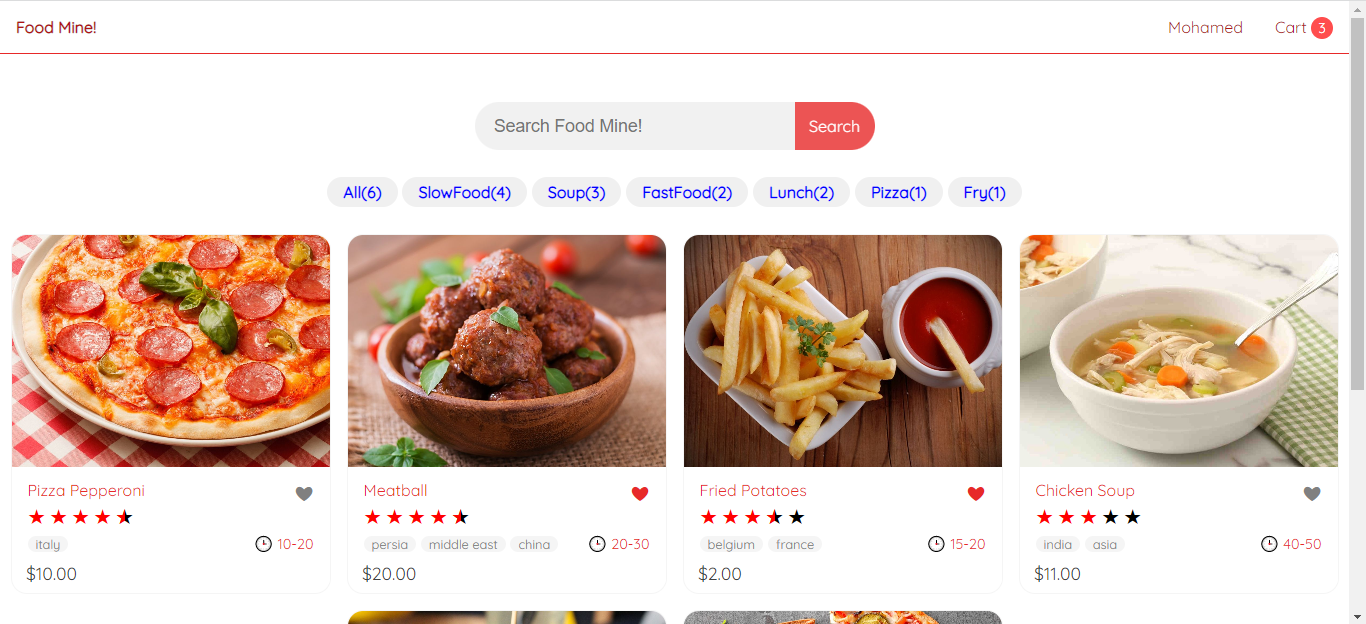 Food Mine!
Mohamed
Cart 3
Search Food Mine!
Search
All(6)
SlowFood(4)
Soup(3)
FastFood(2)
Lunch(2)
Pizza(1)
Fry(1)
Pizza Pepperoni
italy
10-20
$10.00
Meatball
persia
middle east
china
20-30
$20.00
Fried Potatoes
belgium
france
15-20
$2.00
Chicken Soup
india
asia
40-50
$11.00